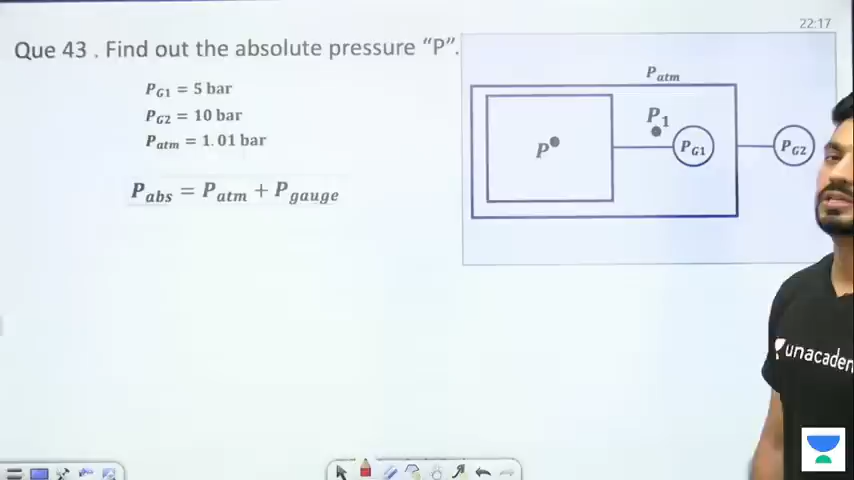 22:17
Que 43 . Find out the absolute pressure “P”.
P_G1 = 5 bar
P_G2 = 10 bar
P_atm = 1.01 bar
P_abs = P_atm + P_gauge
P_atm
P_1
P
P_G1
P_G2
unacadem